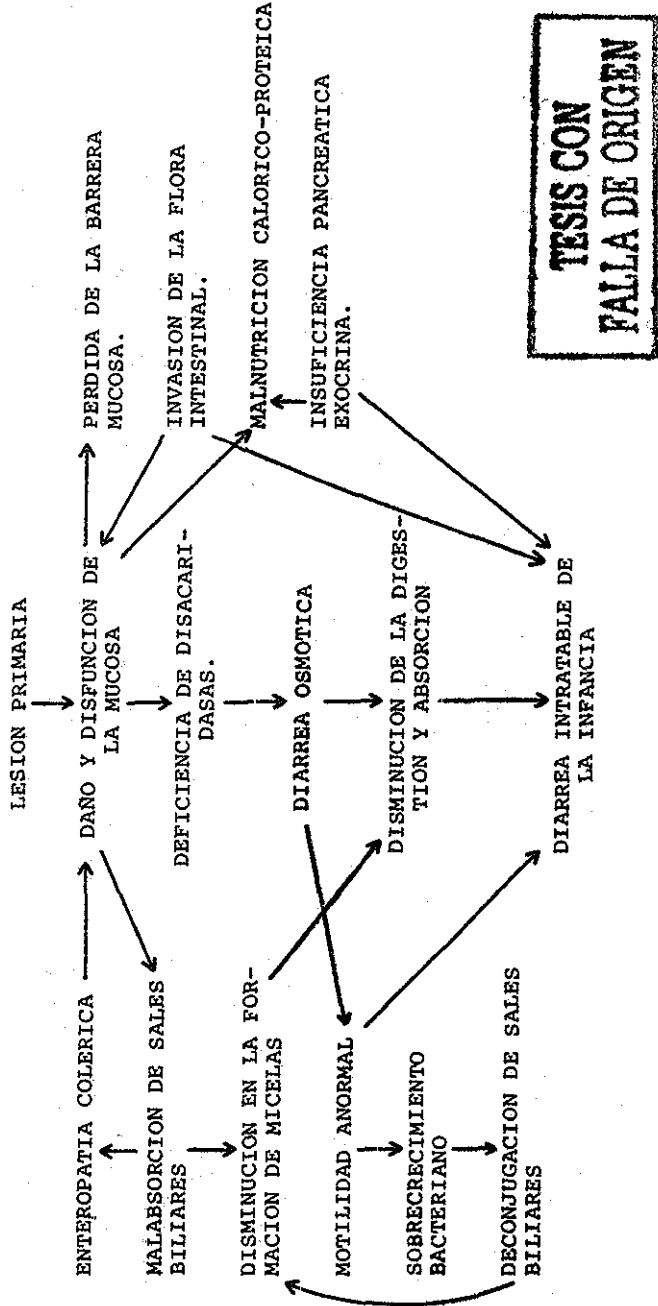 LESION PRIMARIA
ENTEROPATIA COLERICA
DAÑO Y DISFUNCION DE
LA MUCOSA
PERDIDA DE LA BARRERA
MUCOSA.
MALABSORCION DE SALES
BILIARES
DEFICIENCIA DE DISACARI-
DASAS.
INVASION DE LA FLORA
INTESTINAL.
DISMINUCION EN LA FOR-
MACION DE MICELAS
DIARREA OSMOTICA
MALNUTRICION CALORICO-PROTEICA
MOTILIDAD ANORMAL
DISMINUCION DE LA DIGES-
TION Y ABSORCION
INSUFICIENCIA PANCREATICA
EXOCRINA.
SOBRECRECIMIENTO
BACTERIANO
DECONJUGACION DE SALES
BILIARES
DIARREA INTRATABLE DE
LA INFANCIA
TESIS CON
FALLA DE ORIGEN